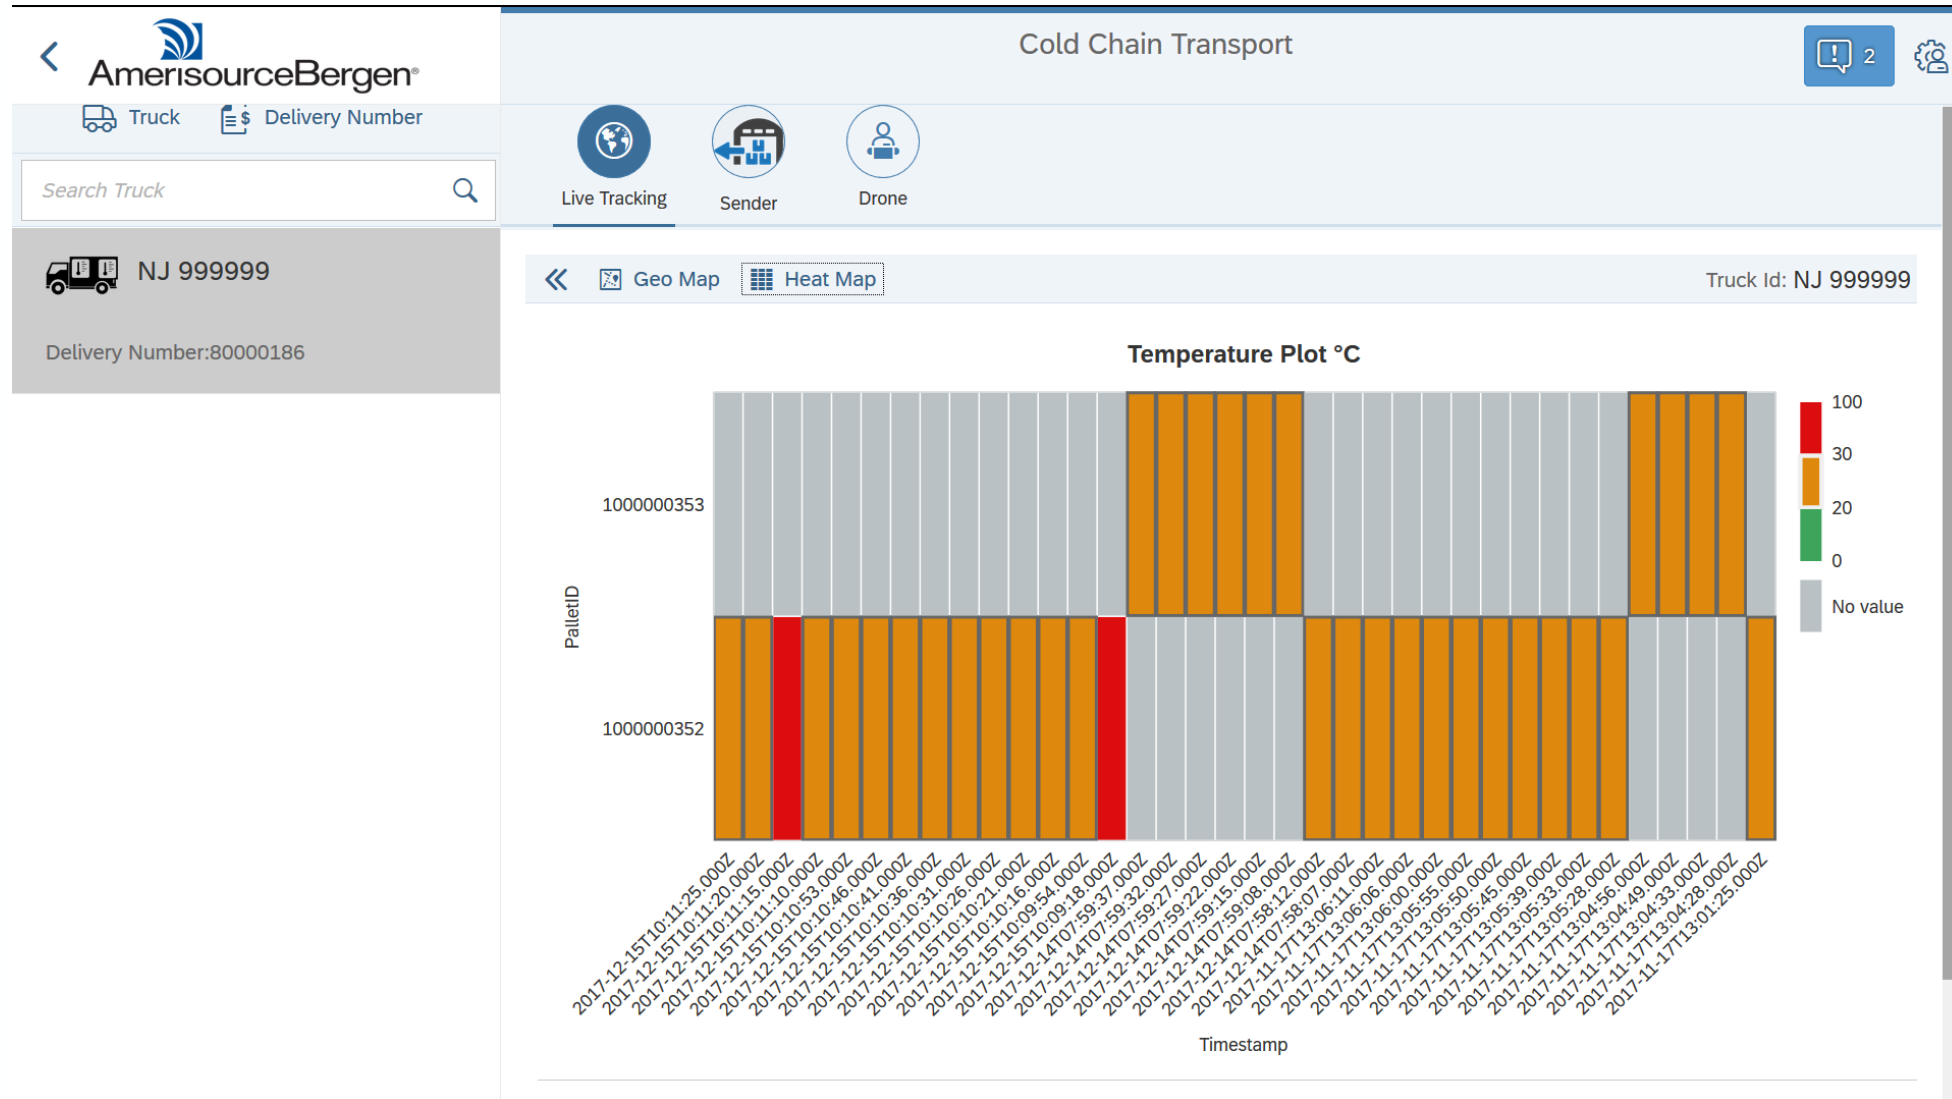 AmerisourceBergen®
Cold Chain Transport
2
Truck
Delivery Number
Search Truck
NJ 999999
Delivery Number:80000186
Live Tracking
Sender
Drone
Geo Map
Heat Map
Truck Id: NJ 999999
Temperature Plot °C
PalletID
1000000353
1000000352
100
30
20
0
No value
2017-12-15T10:11:25.000Z
2017-12-15T10:11:20.000Z
2017-12-15T10:11:15.000Z
2017-12-15T10:11:10.000Z
2017-12-15T10:10:53.000Z
2017-12-15T10:10:46.000Z
2017-12-15T10:10:41.000Z
2017-12-15T10:10:36.000Z
2017-12-15T10:10:31.000Z
2017-12-15T10:10:26.000Z
2017-12-15T10:10:21.000Z
2017-12-15T10:10:16.000Z
2017-12-15T10:09:54.000Z
2017-12-15T10:09:18.000Z
2017-12-14T07:59:37.000Z
2017-12-14T07:59:32.000Z
2017-12-14T07:59:27.000Z
2017-12-14T07:59:22.000Z
2017-12-14T07:59:15.000Z
2017-12-14T07:59:08.000Z
2017-12-14T07:58:12.000Z
2017-12-14T07:58:07.000Z
2017-11-17T13:06:11.000Z
2017-11-17T13:06:06.000Z
2017-11-17T13:06:00.000Z
2017-11-17T13:05:55.000Z
2017-11-17T13:05:50.000Z
2017-11-17T13:05:45.000Z
2017-11-17T13:05:39.000Z
2017-11-17T13:05:33.000Z
2017-11-17T13:05:28.000Z
2017-11-17T13:04:56.000Z
2017-11-17T13:04:49.000Z
2017-11-17T13:04:33.000Z
2017-11-17T13:04:28.000Z
2017-11-17T13:01:25.000Z
Timestamp